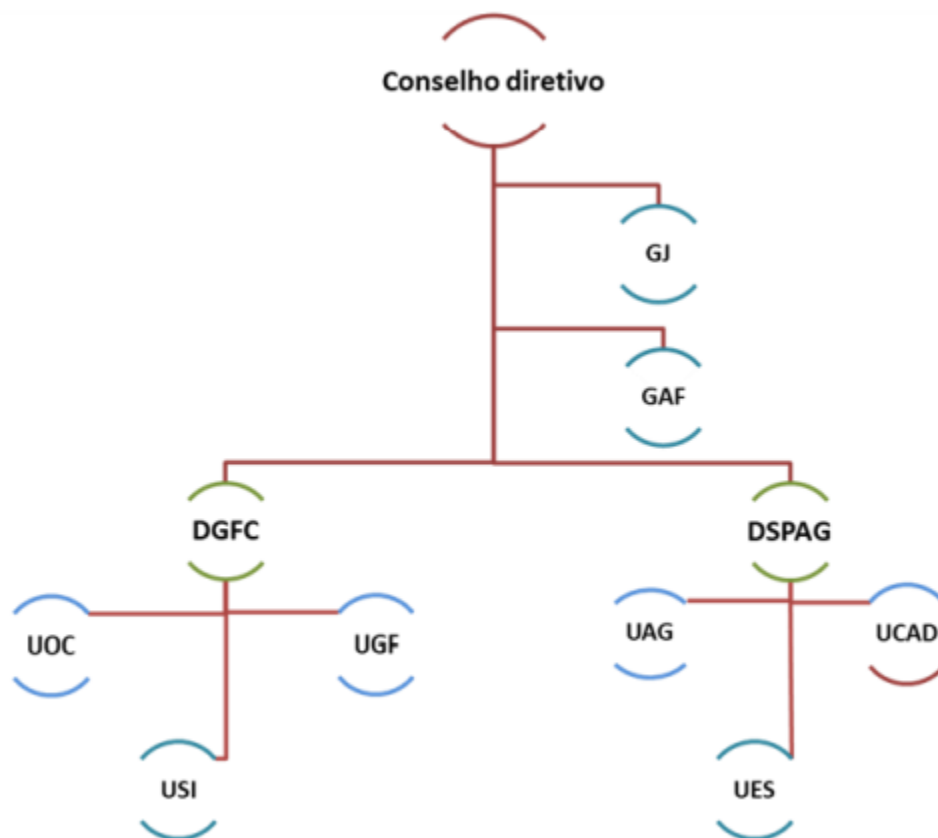 Conselho diretivo
GJ
GAF
DGFC
DSPAG
UOC
UGF
UAG
UCAD
USI
UES